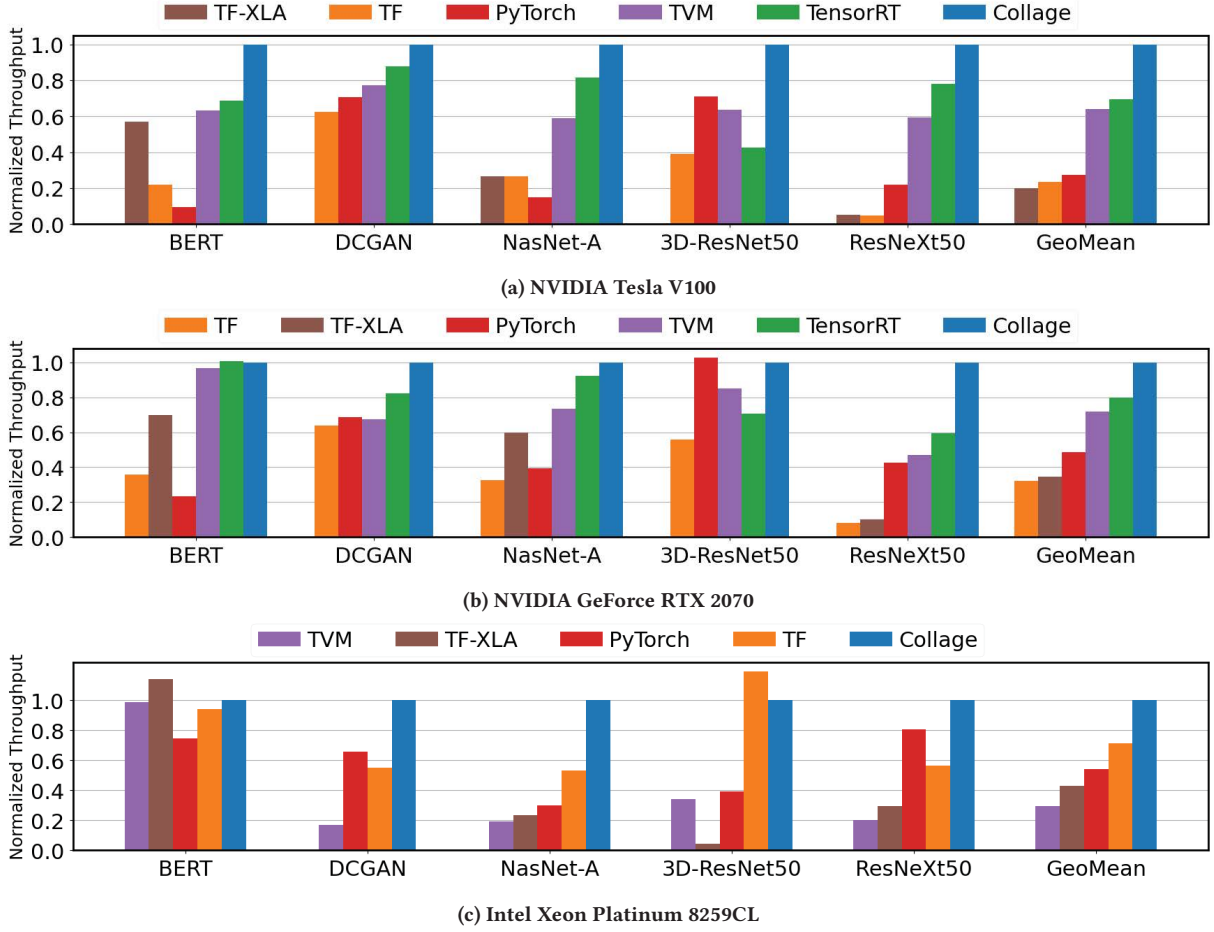 TF-XLA TF PyTorch TVM TensorRT Collage
Normalized Throughput
1.0
0.8
0.6
0.4
0.2
0.0
BERT DCGAN NasNet-A 3D-ResNet50 ResNeXt50 GeoMean
(a) NVIDIA Tesla V100
TF TF-XLA PyTorch TVM TensorRT Collage
Normalized Throughput
1.0
0.8
0.6
0.4
0.2
0.0
BERT DCGAN NasNet-A 3D-ResNet50 ResNeXt50 GeoMean
(b) NVIDIA GeForce RTX 2070
TVM TF-XLA PyTorch TF Collage
Normalized Throughput
1.0
0.8
0.6
0.4
0.2
0.0
BERT DCGAN NasNet-A 3D-ResNet50 ResNeXt50 GeoMean
(c) Intel Xeon Platinum 8259CL